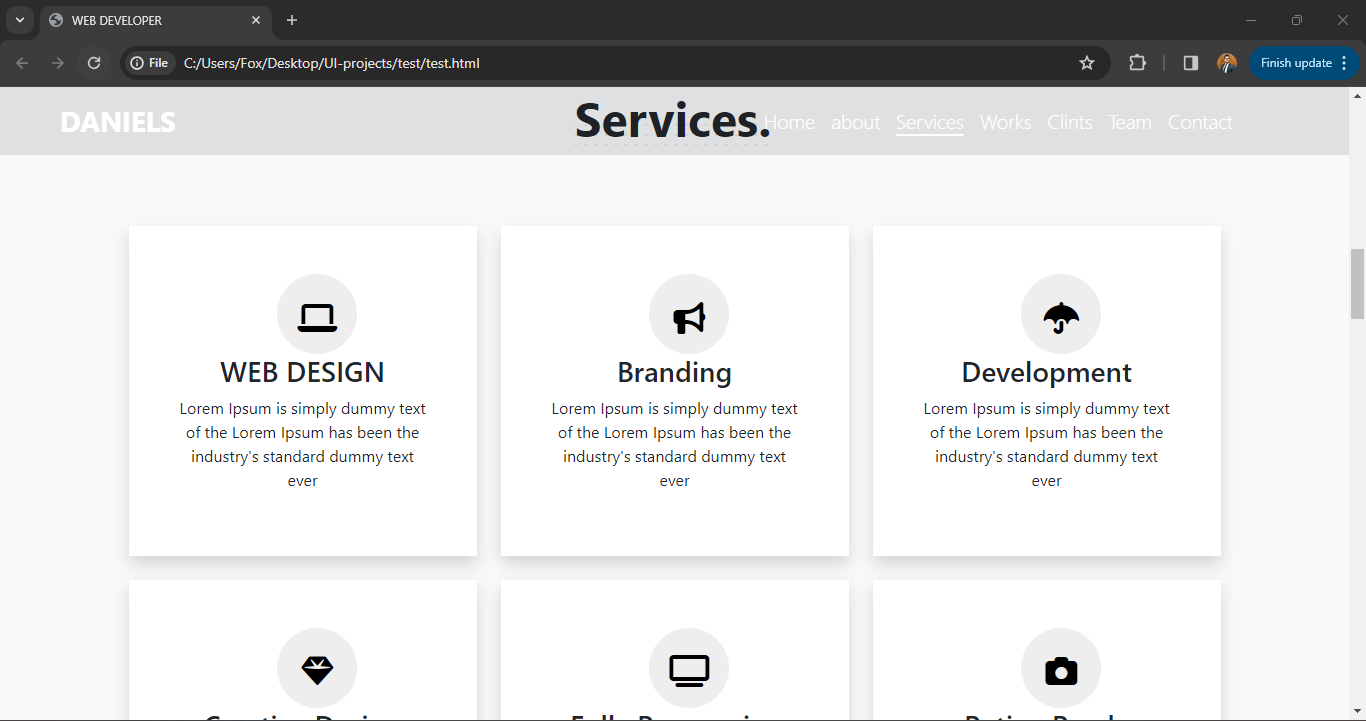 WEB DEVELOPER
File C:/Users/Fox/Desktop/UI-projects/test/test.html Finish update
DANIELS
Services.
Home about Services Works Clints Team Contact
WEB DESIGN
Lorem Ipsum is simply dummy text
of the Lorem Ipsum has been the
industry's standard dummy text
ever
Branding
Lorem Ipsum is simply dummy text
of the Lorem Ipsum has been the
industry's standard dummy text
ever
Development
Lorem Ipsum is simply dummy text
of the Lorem Ipsum has been the
industry's standard dummy text
ever